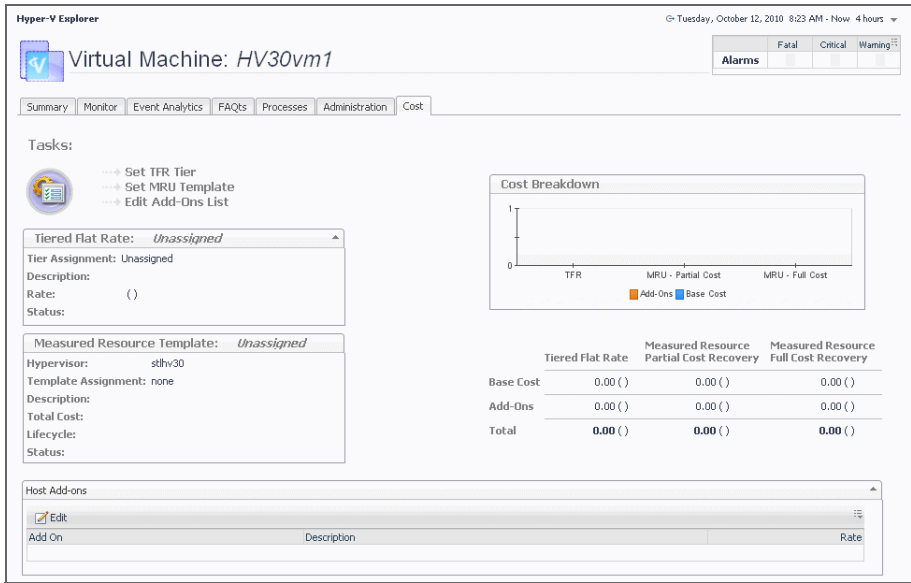 Hyper-V Explorer
Tuesday, October 12, 2010 8:23 AM - Now 4 hours
Virtual Machine: HV30vm1
Fatal Critical Warning
Alarms
Summary Monitor Event Analytics FAQts Processes Administration Cost
Tasks:
Set TFR Tier
Set MRU Template
Edit Add-Ons List
Tiered Flat Rate: Unassigned
Tier Assignment: Unassigned
Description:
Rate: ( )
Status:
Measured Resource Template: Unassigned
Hypervisor: stlhv30
Template Assignment: none
Description:
Total Cost:
Lifecycle:
Status:
Cost Breakdown
1
0
TFR MRU - Partial Cost MRU - Full Cost
Add-Ons Base Cost
Tiered Flat Rate Measured Resource Partial Cost Recovery Measured Resource Full Cost Recovery
Base Cost 0.00 ( ) 0.00 ( ) 0.00 ( )
Add-Ons 0.00 ( ) 0.00 ( ) 0.00 ( )
Total 0.00 ( ) 0.00 ( ) 0.00 ( )
Host Add-ons
Edit
Add On Description Rate